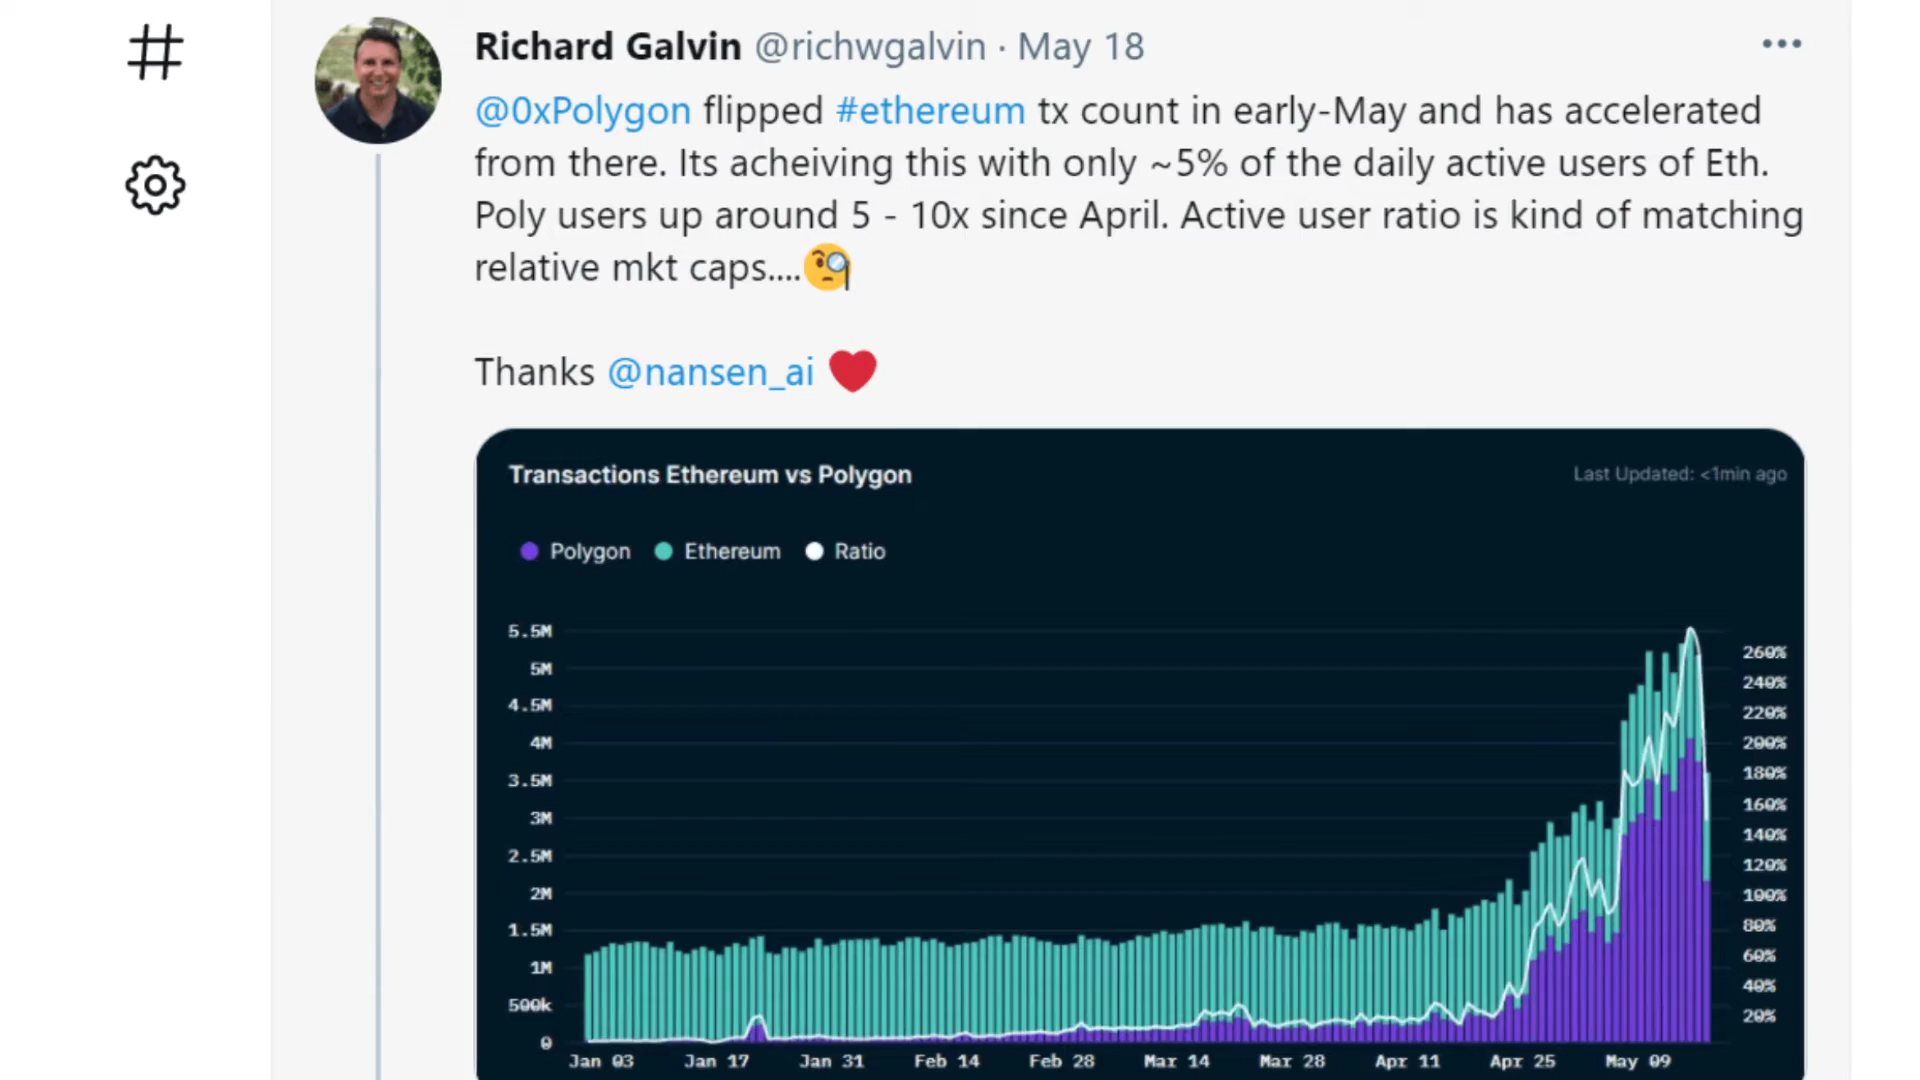 Richard Galvin @richwgalvin · May 18
@0xPolygon flipped #ethereum tx count in early-May and has accelerated
from there. Its acheiving this with only ~5% of the daily active users of Eth.
Poly users up around 5 - 10x since April. Active user ratio is kind of matching
relative mkt caps....🧐
Thanks @nansen_ai ❤️
Transactions Ethereum vs Polygon
Last Updated: <1min ago
Polygon Ethereum Ratio
5.5M
5M
4.5M
4M
3.5M
3M
2.5M
2M
1.5M
1M
500k
0
260%
240%
220%
200%
180%
160%
140%
120%
100%
80%
60%
40%
20%
Jan 03 Jan 17 Jan 31 Feb 14 Feb 28 Mar 14 Mar 28 Apr 11 Apr 25 May 09